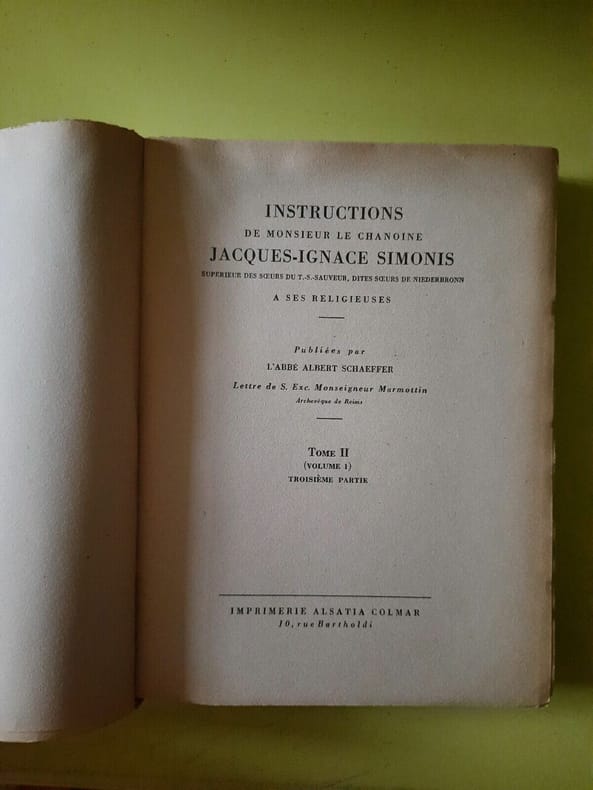 INSTRUCTIONS
DE MONSIEUR LE CHANOINE
JACQUES-IGNACE SIMONIS
SUPERIEUR DES SŒURS DU T.-S.-SAUVEUR, DITES SŒURS DE NIEDERBRONN
A SES RELIGIEUSES
Publiées par
L'ABBÉ ALBERT SCHAEFFER
Lettre de S. Exc. Monseigneur Marmottin
Archevêque de Reims
TOME II
(VOLUME I)
TROISIÈME PARTIE
IMPRIMERIE ALSATIA COLMAR
10, rue Bartholdi